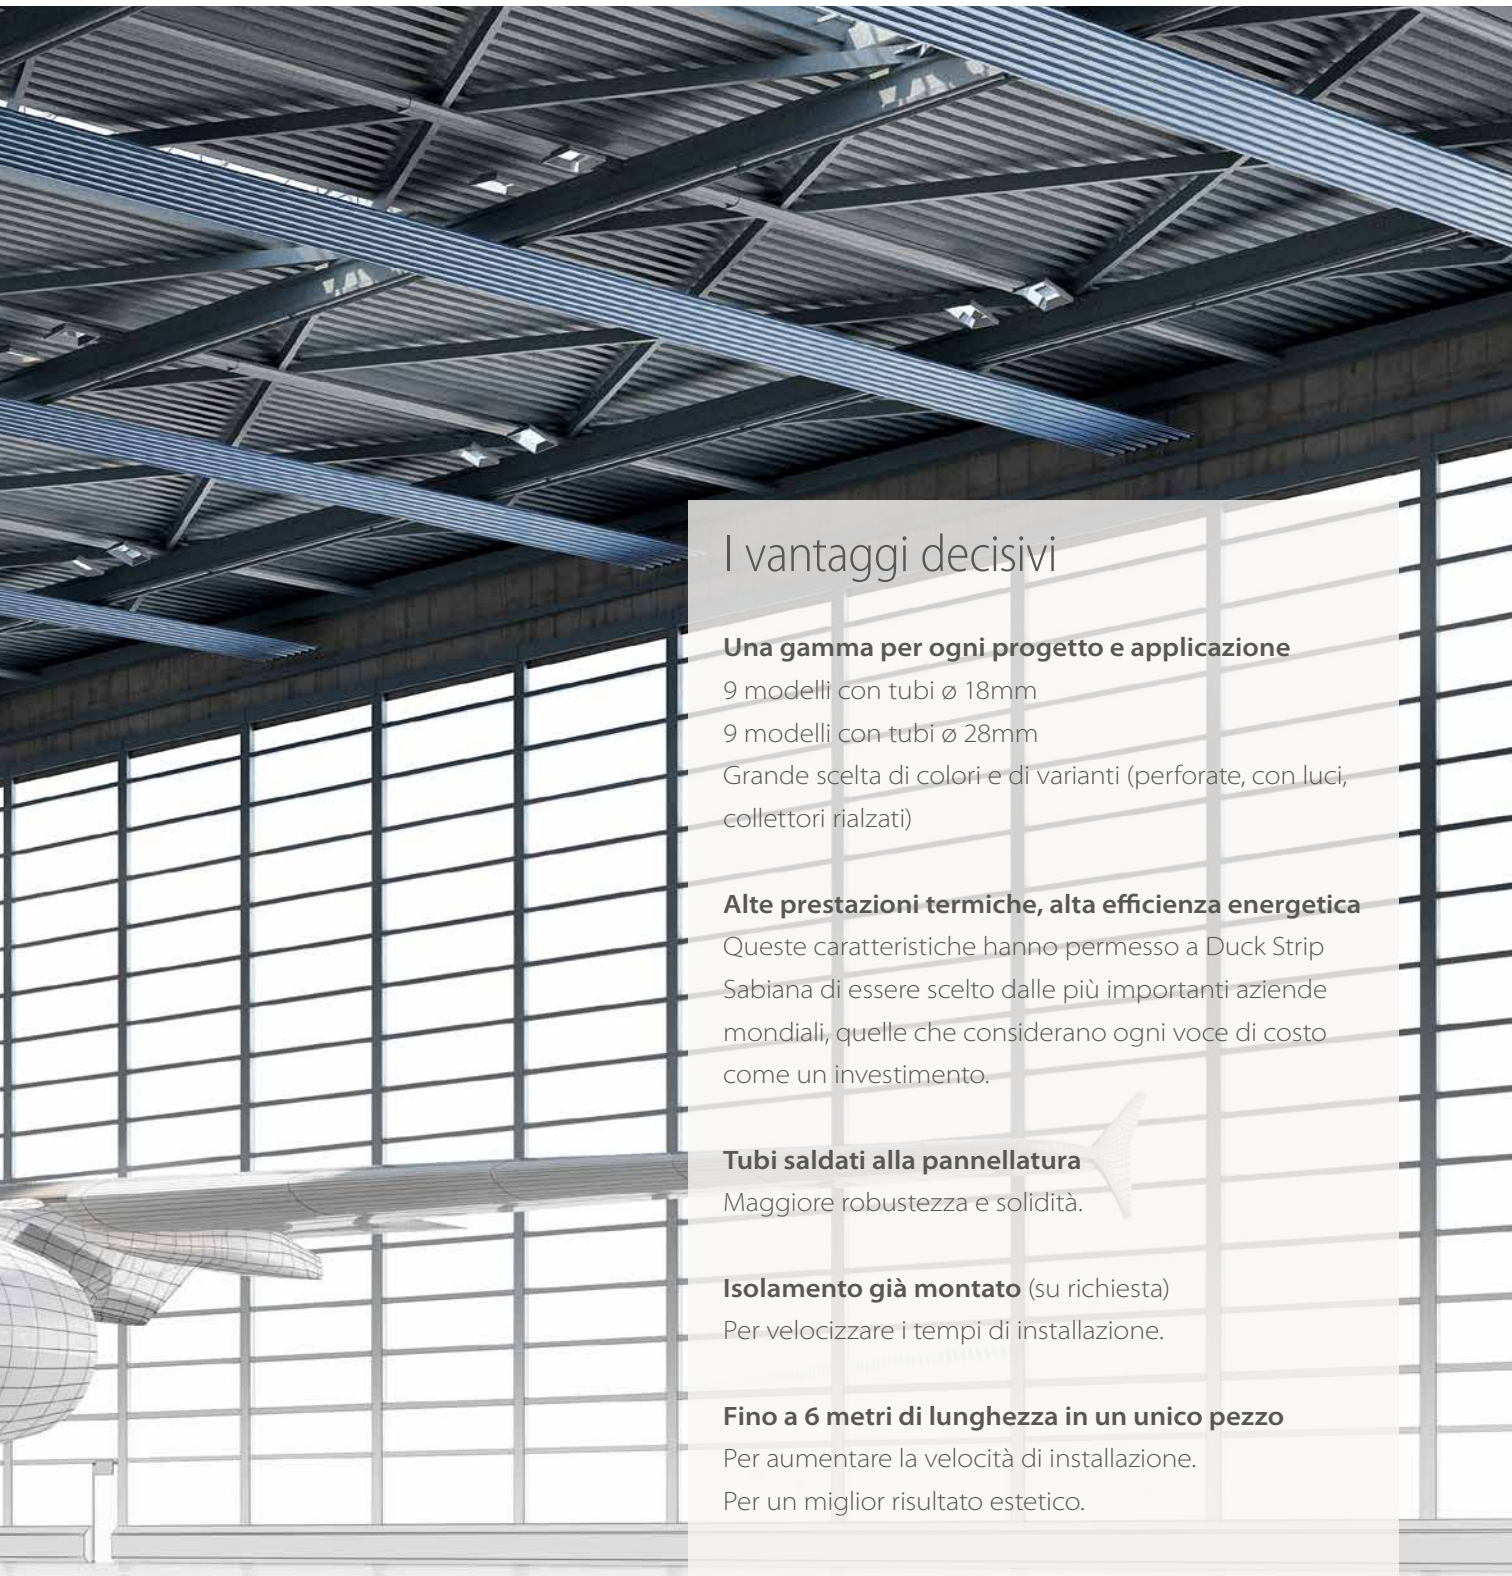 I vantaggi decisivi
Una gamma per ogni progetto e applicazione
9 modelli con tubi ø 18mm
9 modelli con tubi ø 28mm
Grande scelta di colori e di varianti (perforate, con luci,
collettori rialzati)
Alte prestazioni termiche, alta efficienza energetica
Queste caratteristiche hanno permesso a Duck Strip
Sabiana di essere scelto dalle più importanti aziende
mondiali, quelle che considerano ogni voce di costo
come un investimento.
Tubi saldati alla pannellatura
Maggiore robustezza e solidità.
Isolamento già montato (su richiesta)
Per velocizzare i tempi di installazione.
Fino a 6 metri di lunghezza in un unico pezzo
Per aumentare la velocità di installazione.
Per un miglior risultato estetico.